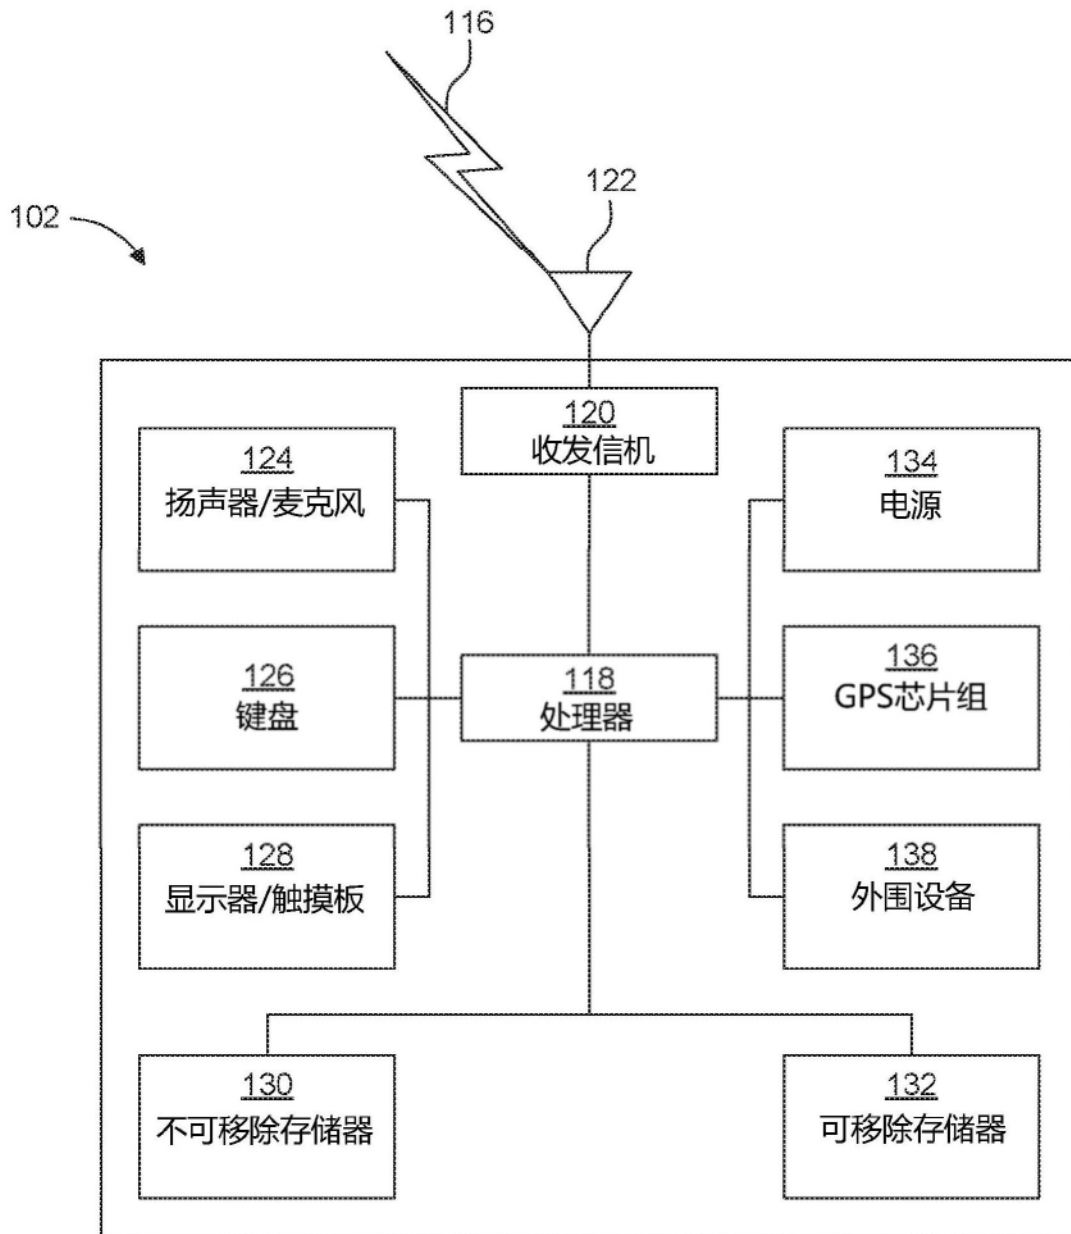 116
122
102
120
收发信机
124
扬声器/麦克风
134
电源
126
键盘
118
处理器
136
GPS芯片组
128
显示器/触摸板
138
外围设备
130
不可移除存储器
132
可移除存储器